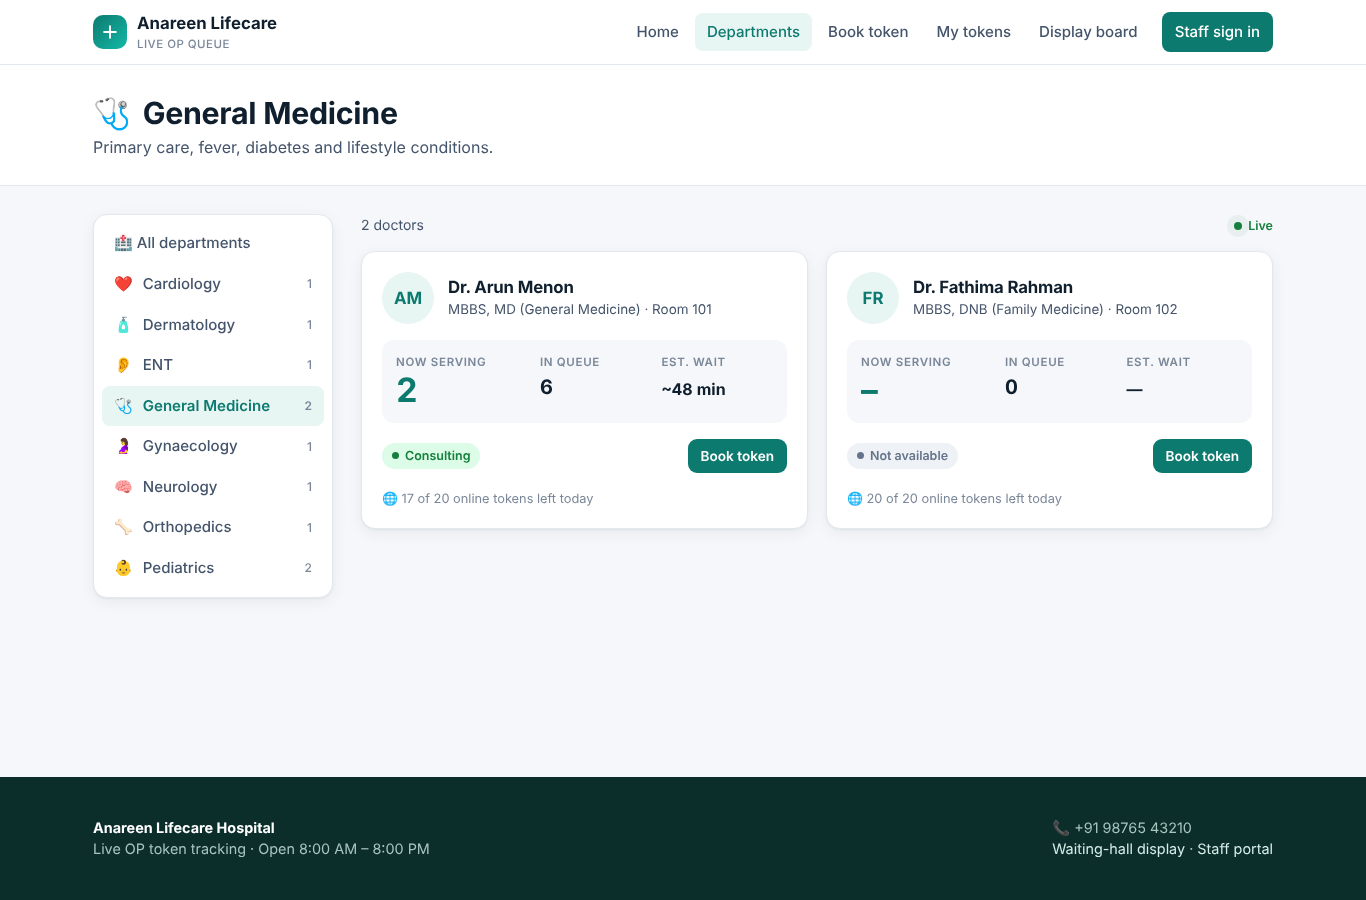 Anareen Lifecare
LIVE OP QUEUE
Home
Departments
Book token
My tokens
Display board
Staff sign in
General Medicine
Primary care, fever, diabetes and lifestyle conditions.
All departments
Cardiology 1
Dermatology 1
ENT 1
General Medicine 2
Gynaecology 1
Neurology 1
Orthopedics 1
Pediatrics 2
2 doctors
Live
AM
Dr. Arun Menon
MBBS, MD (General Medicine) · Room 101
NOW SERVING IN QUEUE EST. WAIT
2 6 ~48 min
Consulting
Book token
17 of 20 online tokens left today
FR
Dr. Fathima Rahman
MBBS, DNB (Family Medicine) · Room 102
NOW SERVING IN QUEUE EST. WAIT
– 0 —
Not available
Book token
20 of 20 online tokens left today
Anareen Lifecare Hospital
Live OP token tracking · Open 8:00 AM – 8:00 PM
+91 98765 43210
Waiting-hall display · Staff portal